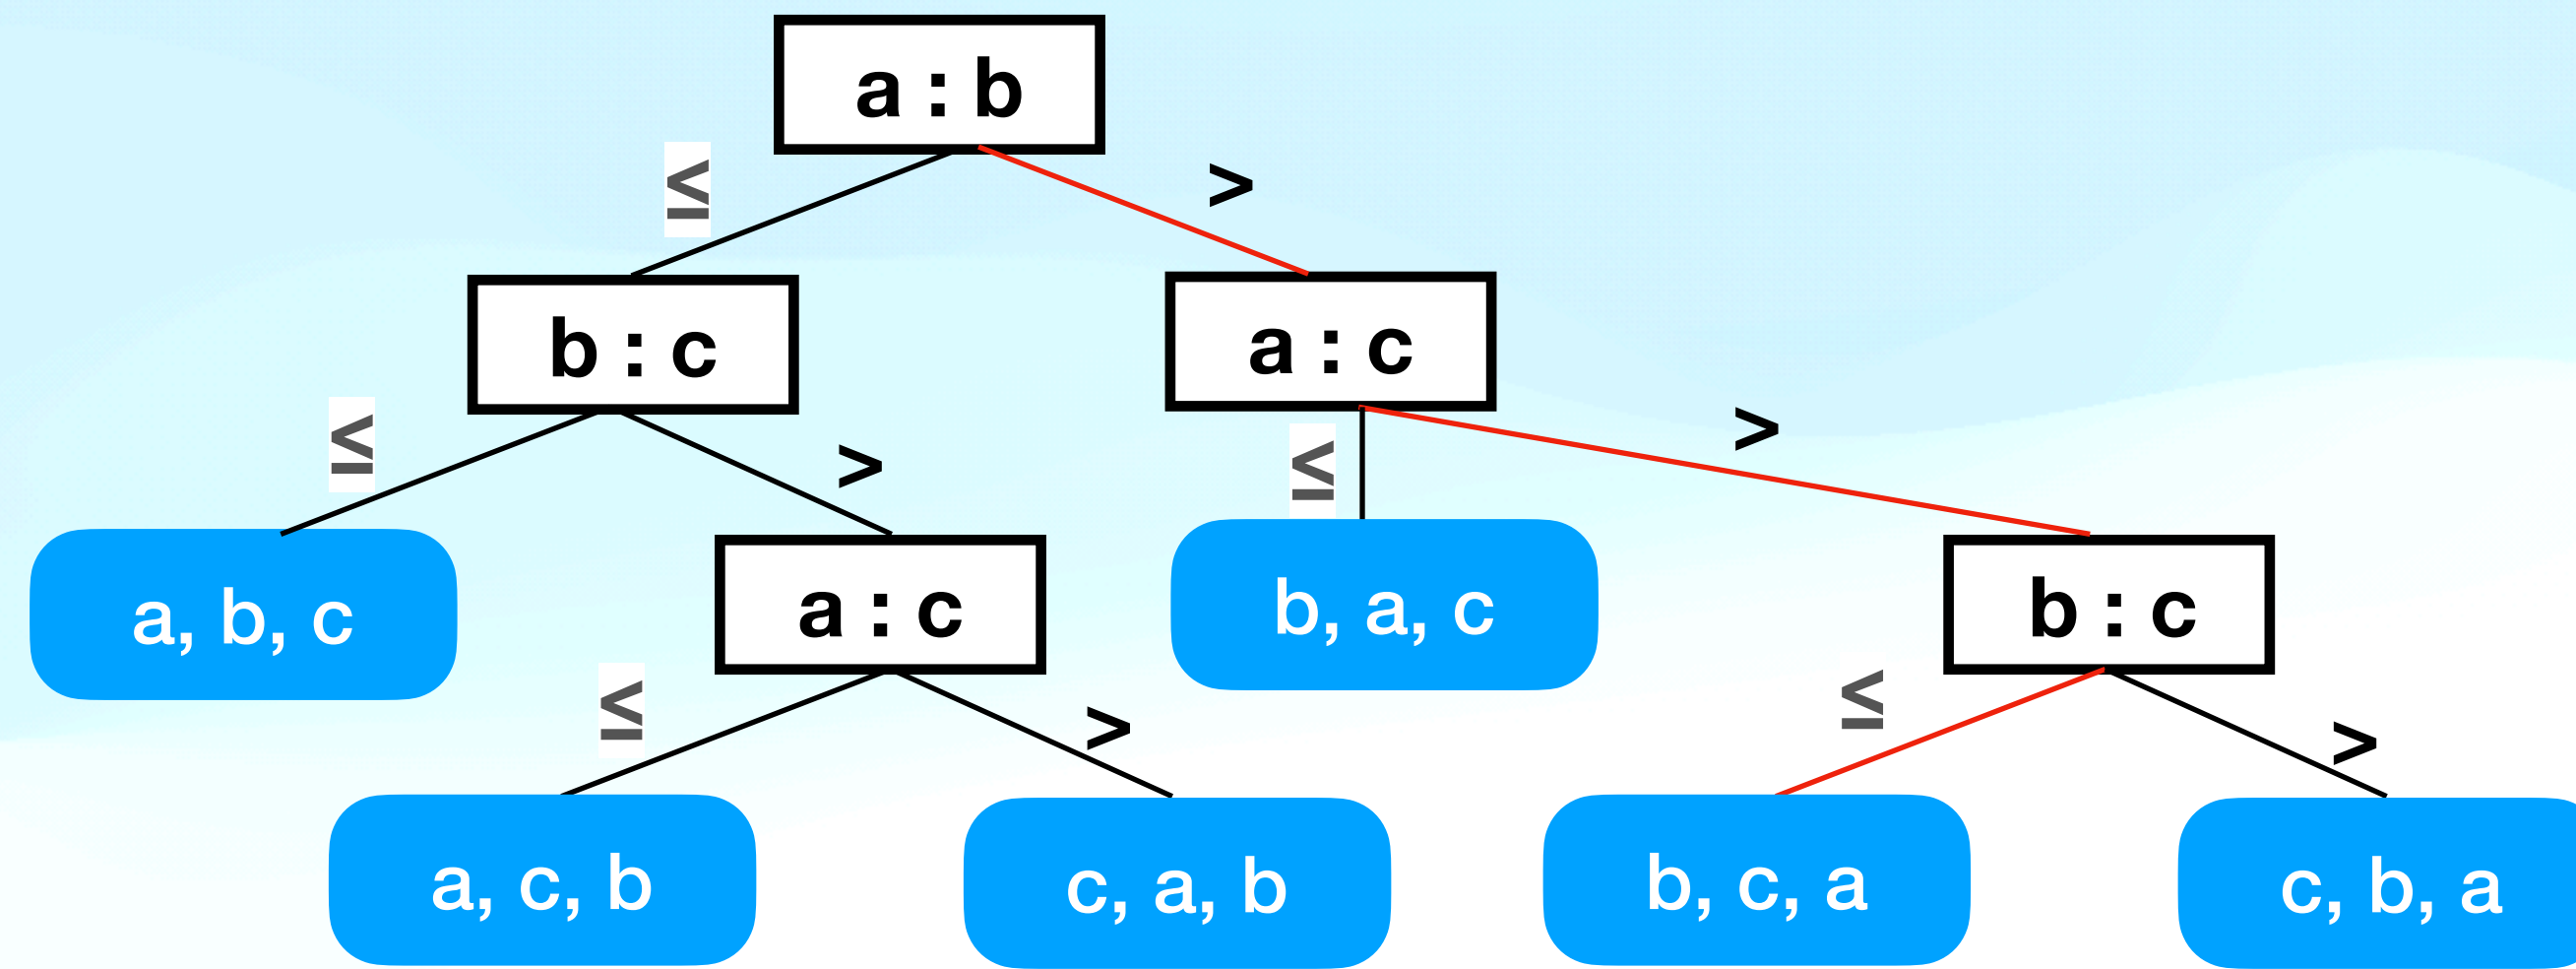 a : b
≤ >
b : c a : c
≤ > ≤ >
a, b, c a : c b, a, c b : c
≤ > ≤ >
a, c, b c, a, b b, c, a c, b, a